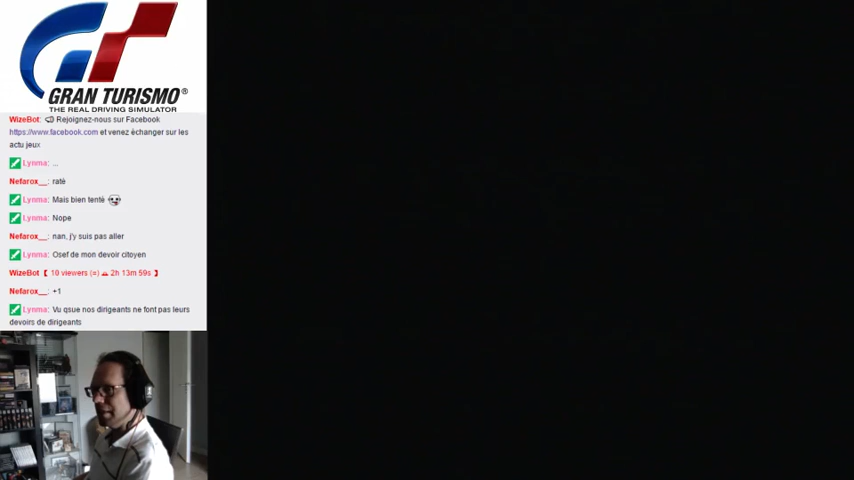 GRAN TURISMO®
THE REAL DRIVING SIMULATOR
WizeBot: Rejoignez-nous sur Facebook
https://www.facebook.com et venez échanger sur les
actu jeux
Lynma: ...
Nefarox__: raté
Lynma: Mais bien tenté
Lynma: Nope
Nefarox__: nan, j'y suis pas aller
Lynma: Osef de mon devoir citoyen
WizeBot 【 10 viewers (=) 2h 13m 59s 】
Nefarox__: +1
Lynma: Vu qsue nos dirigeants ne font pas leurs
devoirs de dirigeants